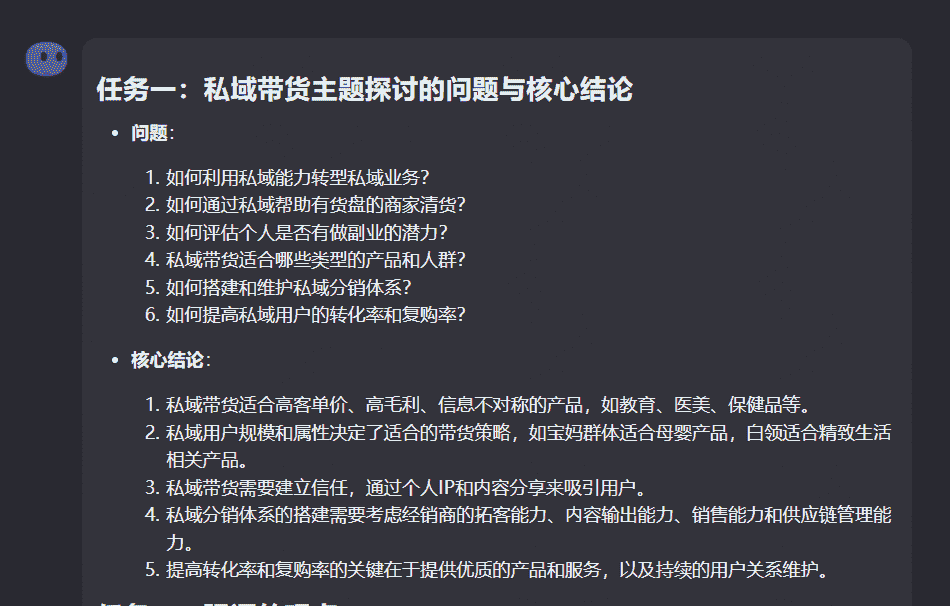 任务一：私域带货主题探讨的问题与核心结论
• 问题：
1. 如何利用私域能力转型私域业务？
2. 如何通过私域帮助有货盘的商家清货？
3. 如何评估个人是否有做副业的潜力？
4. 私域带货适合哪些类型的产品和人群？
5. 如何搭建和维护私域分销体系？
6. 如何提高私域用户的转化率和复购率？
• 核心结论：
1. 私域带货适合高客单价、高毛利、信息不对称的产品，如教育、医美、保健品等。
2. 私域用户规模和属性决定了适合的带货策略，如宝妈群体适合母婴产品，白领适合精致生活
相关产品。
3. 私域带货需要建立信任，通过个人IP和内容分享来吸引用户。
4. 私域分销体系的搭建需要考虑经销商的拓客能力、内容输出能力、销售能力和供应链管理能
力。
5. 提高转化率和复购率的关键在于提供优质的产品和服务，以及持续的用户关系维护。